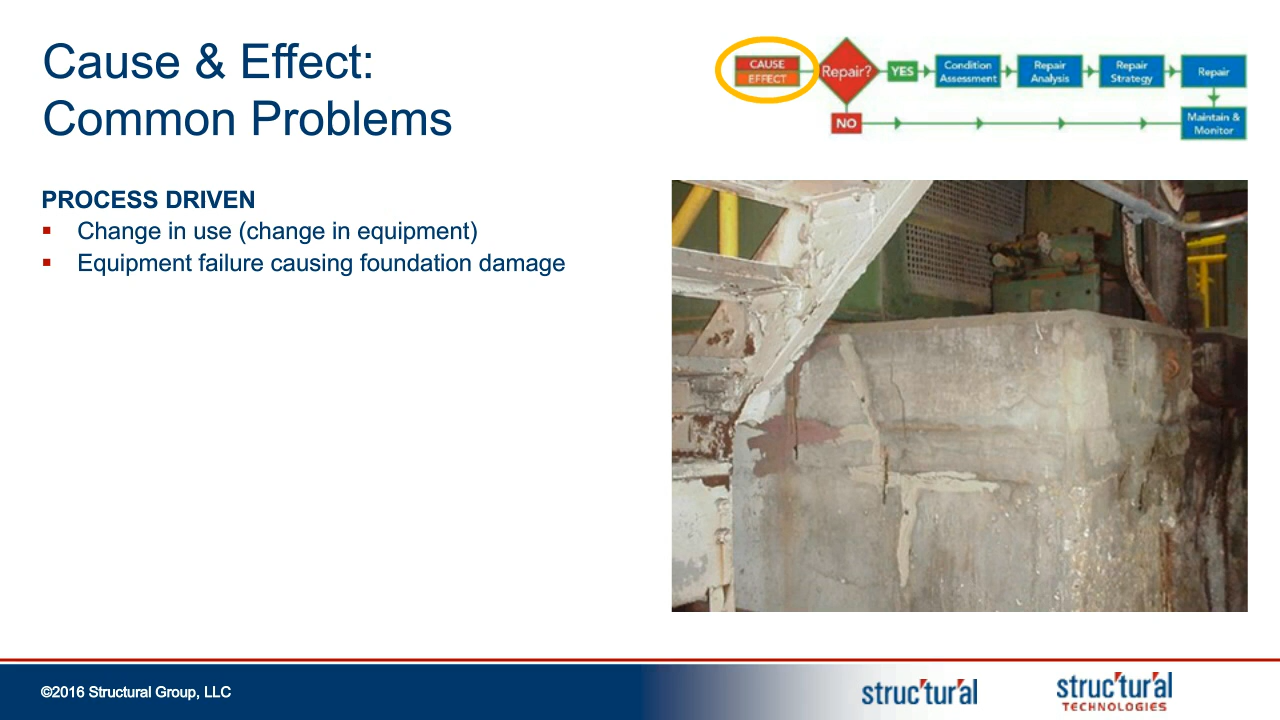 Cause & Effect:
Common Problems
CAUSE
EFFECT
Repair?
YES
Condition
Assessment
Repair
Analysis
Repair
Strategy
Repair
NO
Maintain &
Monitor
PROCESS DRIVEN
▪ Change in use (change in equipment)
▪ Equipment failure causing foundation damage
©2016 Structural Group, LLC
struc'tur'al
struc'tur'al
TECHNOLOGIES